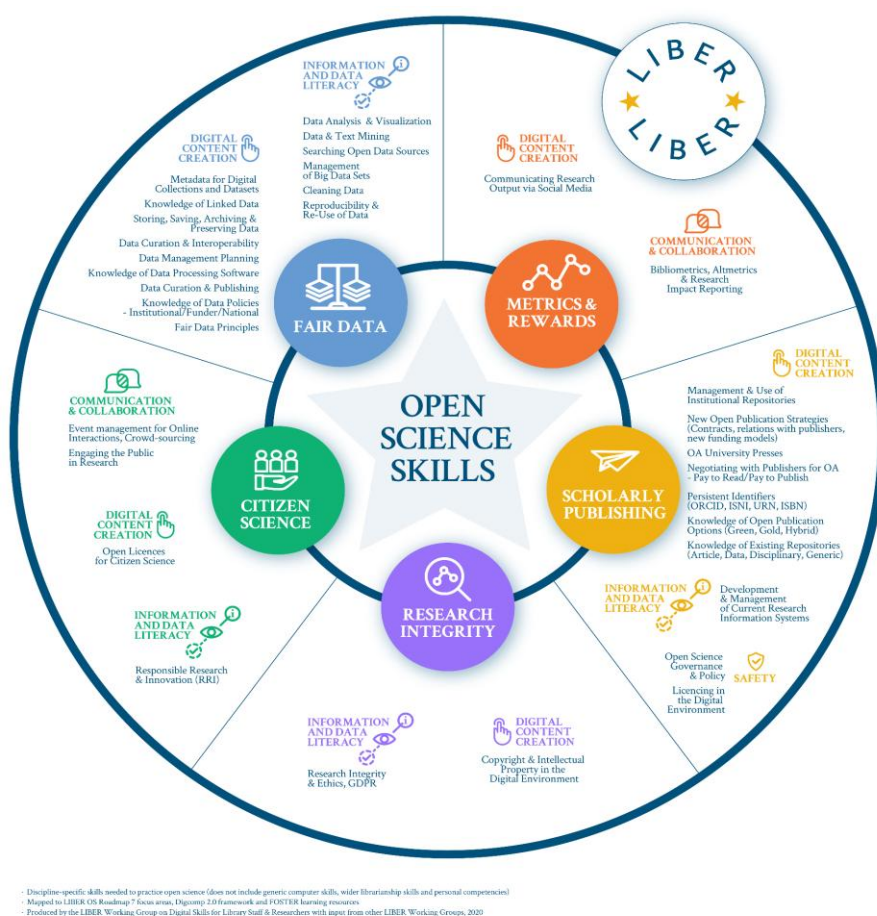 LIBER
LIBER
INFORMATION
AND DATA
LITERACY
Data Analysis & Visualization
Data & Text Mining
Searching Open Data Sources
Management
of Big Data Sets
Cleaning Data
Reproducibility &
Re-Use of Data
DIGITAL
CONTENT
CREATION
Metadata for Digital
Collections and Datasets
Knowledge of Linked Data
Storing, Saving, Archiving &
Preserving Data
Data Curation & Interoperability
Data Management Planning
Knowledge of Data Processing Software
Data Curation & Publishing
Knowledge of Data Policies
- Institutional/Funder/National
Fair Data Principles
FAIR DATA
DIGITAL
CONTENT
CREATION
Communicating Research
Output via Social Media
COMMUNICATION
& COLLABORATION
Bibliometrics, Altmetrics
& Research
Impact Reporting
METRICS &
REWARDS
OPEN
SCIENCE
SKILLS
DIGITAL
CONTENT
CREATION
Management & Use of
Institutional Repositories
New Open Publication Strategies
(Contracts, relations with publishers,
new funding models)
OA University Presses
Negotiating with Publishers for OA
- Pay to Read/Pay to Publish
Persistent Identifiers
(ORCID, ISNI, URN, ISBN)
Knowledge of Open Publication
Options (Green, Gold, Hybrid)
Knowledge of Existing Repositories
(Article, Data, Disciplinary, Generic)
SCHOLARLY
PUBLISHING
INFORMATION
AND DATA
LITERACY
Development
& Management
of Current Research
Information Systems
Open Science
Governance
& Policy
Licencing in
the Digital
Environment
SAFETY
COMMUNICATION
& COLLABORATION
Event management for Online
Interactions, Crowd-sourcing
Engaging the Public
in Research
CITIZEN
SCIENCE
DIGITAL
CONTENT
CREATION
Open Licences
for Citizen Science
INFORMATION
AND DATA
LITERACY
Responsible Research
& Innovation (RRI)
RESEARCH
INTEGRITY
INFORMATION
AND DATA
LITERACY
Research Integrity
& Ethics, GDPR
DIGITAL
CONTENT
CREATION
Copyright & Intellectual
Property in the
Digital Environment
· Discipline-specific skills needed to practice open science (does not include generic computer skills, wider librarianship skills and personal competencies)
· Mapped to LIBER OS Roadmap 7 focus areas, Digcomp 2.0 framework and FOSTER learning resources
· Produced by the LIBER Working Group on Digital Skills for Library Staff & Researchers with input from other LIBER Working Groups, 2020